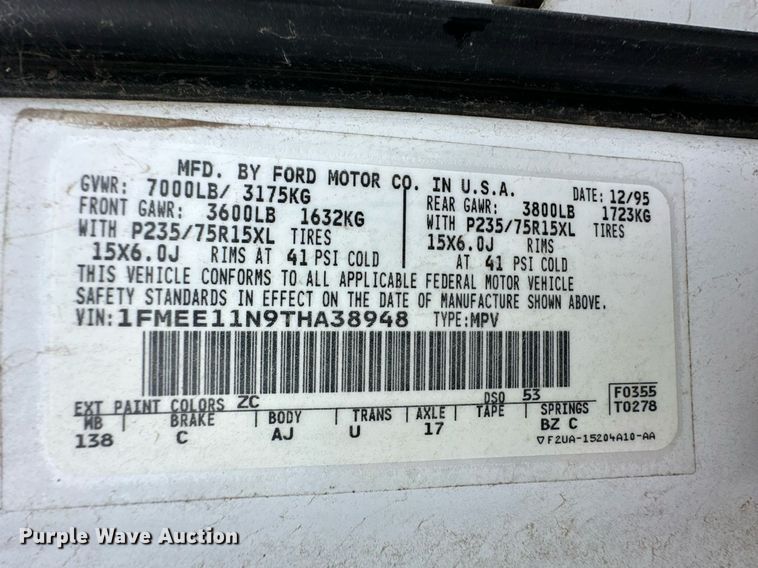 MFD. BY FORD MOTOR CO. IN U.S.A.
GVWR: 7000LB/ 3175KG DATE: 12/95
FRONT GAWR: 3600LB 1632KG REAR GAWR: 3800LB 1723KG
WITH P235/75R15XL TIRES WITH P235/75R15XL TIRES
15X6.0J RIMS AT 41 PSI COLD 15X6.0J RIMS AT 41 PSI COLD
THIS VEHICLE CONFORMS TO ALL APPLICABLE FEDERAL MOTOR VEHICLE
SAFETY STANDARDS IN EFFECT ON THE DATE OF MANUFACTURE SHOWN ABOVE.
VIN: 1FMEE11N9THA38948 TYPE: MPV
F0355
T0278
EXT PAINT COLORS ZC DSO 53
WB BRAKE BODY TRANS AXLE TAPE SPRINGS
138 C AJ U 17 BZ C
▽F2UA-15204A10-AA
Purple Wave Auction